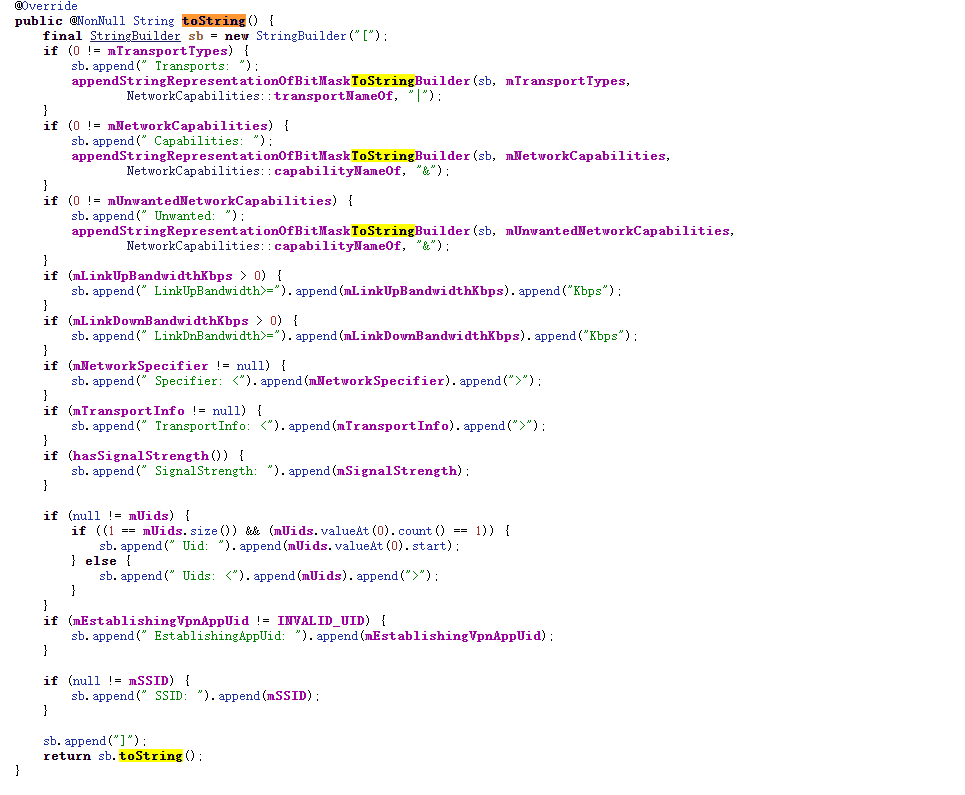 @Override
public @NonNull String toString() {
    final StringBuilder sb = new StringBuilder("[");
    if (0 != mTransportTypes) {
        sb.append(" Transports: ");
        appendStringRepresentationOfBitMaskToStringBuilder(sb, mTransportTypes,
                NetworkCapabilities::transportNameOf, "|");
    }
    if (0 != mNetworkCapabilities) {
        sb.append(" Capabilities: ");
        appendStringRepresentationOfBitMaskToStringBuilder(sb, mNetworkCapabilities,
                NetworkCapabilities::capabilityNameOf, "&");
    }
    if (0 != mUnwantedNetworkCapabilities) {
        sb.append(" Unwanted: ");
        appendStringRepresentationOfBitMaskToStringBuilder(sb, mUnwantedNetworkCapabilities,
                NetworkCapabilities::capabilityNameOf, "&");
    }
    if (mLinkUpBandwidthKbps > 0) {
        sb.append(" LinkUpBandwidth>=").append(mLinkUpBandwidthKbps).append("Kbps");
    }
    if (mLinkDownBandwidthKbps > 0) {
        sb.append(" LinkDnBandwidth>=").append(mLinkDownBandwidthKbps).append("Kbps");
    }
    if (mNetworkSpecifier != null) {
        sb.append(" Specifier: <").append(mNetworkSpecifier).append(">");
    }
    if (mTransportInfo != null) {
        sb.append(" TransportInfo: <").append(mTransportInfo).append(">");
    }
    if (hasSignalStrength()) {
        sb.append(" SignalStrength: ").append(mSignalStrength);
    }

    if (null != mUids) {
        if ((1 == mUids.size()) && (mUids.valueAt(0).count() == 1)) {
            sb.append(" Uid: ").append(mUids.valueAt(0).start);
        } else {
            sb.append(" Uids: <").append(mUids).append(">");
        }
    }
    if (mEstablishingVpnAppUid != INVALID_UID) {
        sb.append(" EstablishingAppUid: ").append(mEstablishingVpnAppUid);
    }

    if (null != mSSID) {
        sb.append(" SSID: ").append(mSSID);
    }

    sb.append("]");
    return sb.toString();
}